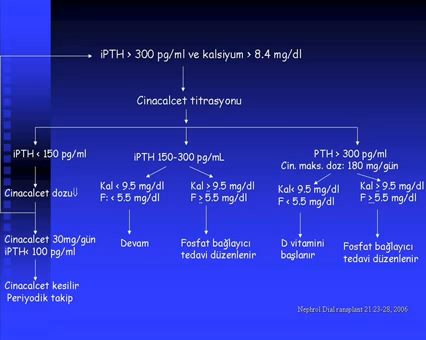 iPTH > 300 pg/ml ve kalsiyum > 8.4 mg/dl
Cinacalcet titrasyonu
iPTH < 150 pg/ml
iPTH 150-300 pg/mL
PTH > 300 pg/ml
Cin. maks. doz: 180 mg/gün
Cinacalcet dozu⇓
Kal < 9.5 mg/dl
F: < 5.5 mg/dl
Kal > 9.5 mg/dl
F ≥ 5.5 mg/dl
Kal< 9.5 mg/dl
F < 5.5 mg/dl
Kal > 9.5 mg/dl
F ≥ 5.5 mg/dl
Cinacalcet 30mg/gün
iPTH< 100 pg/ml
Devam
Fosfat bağlayıcı
tedavi düzenlenir
D vitamini
başlanır
Fosfat bağlayıcı
tedavi düzenlenir
Cinacalcet kesilir
Periyodik takip
Nephrol Dial ransplant 21:23-28, 2006